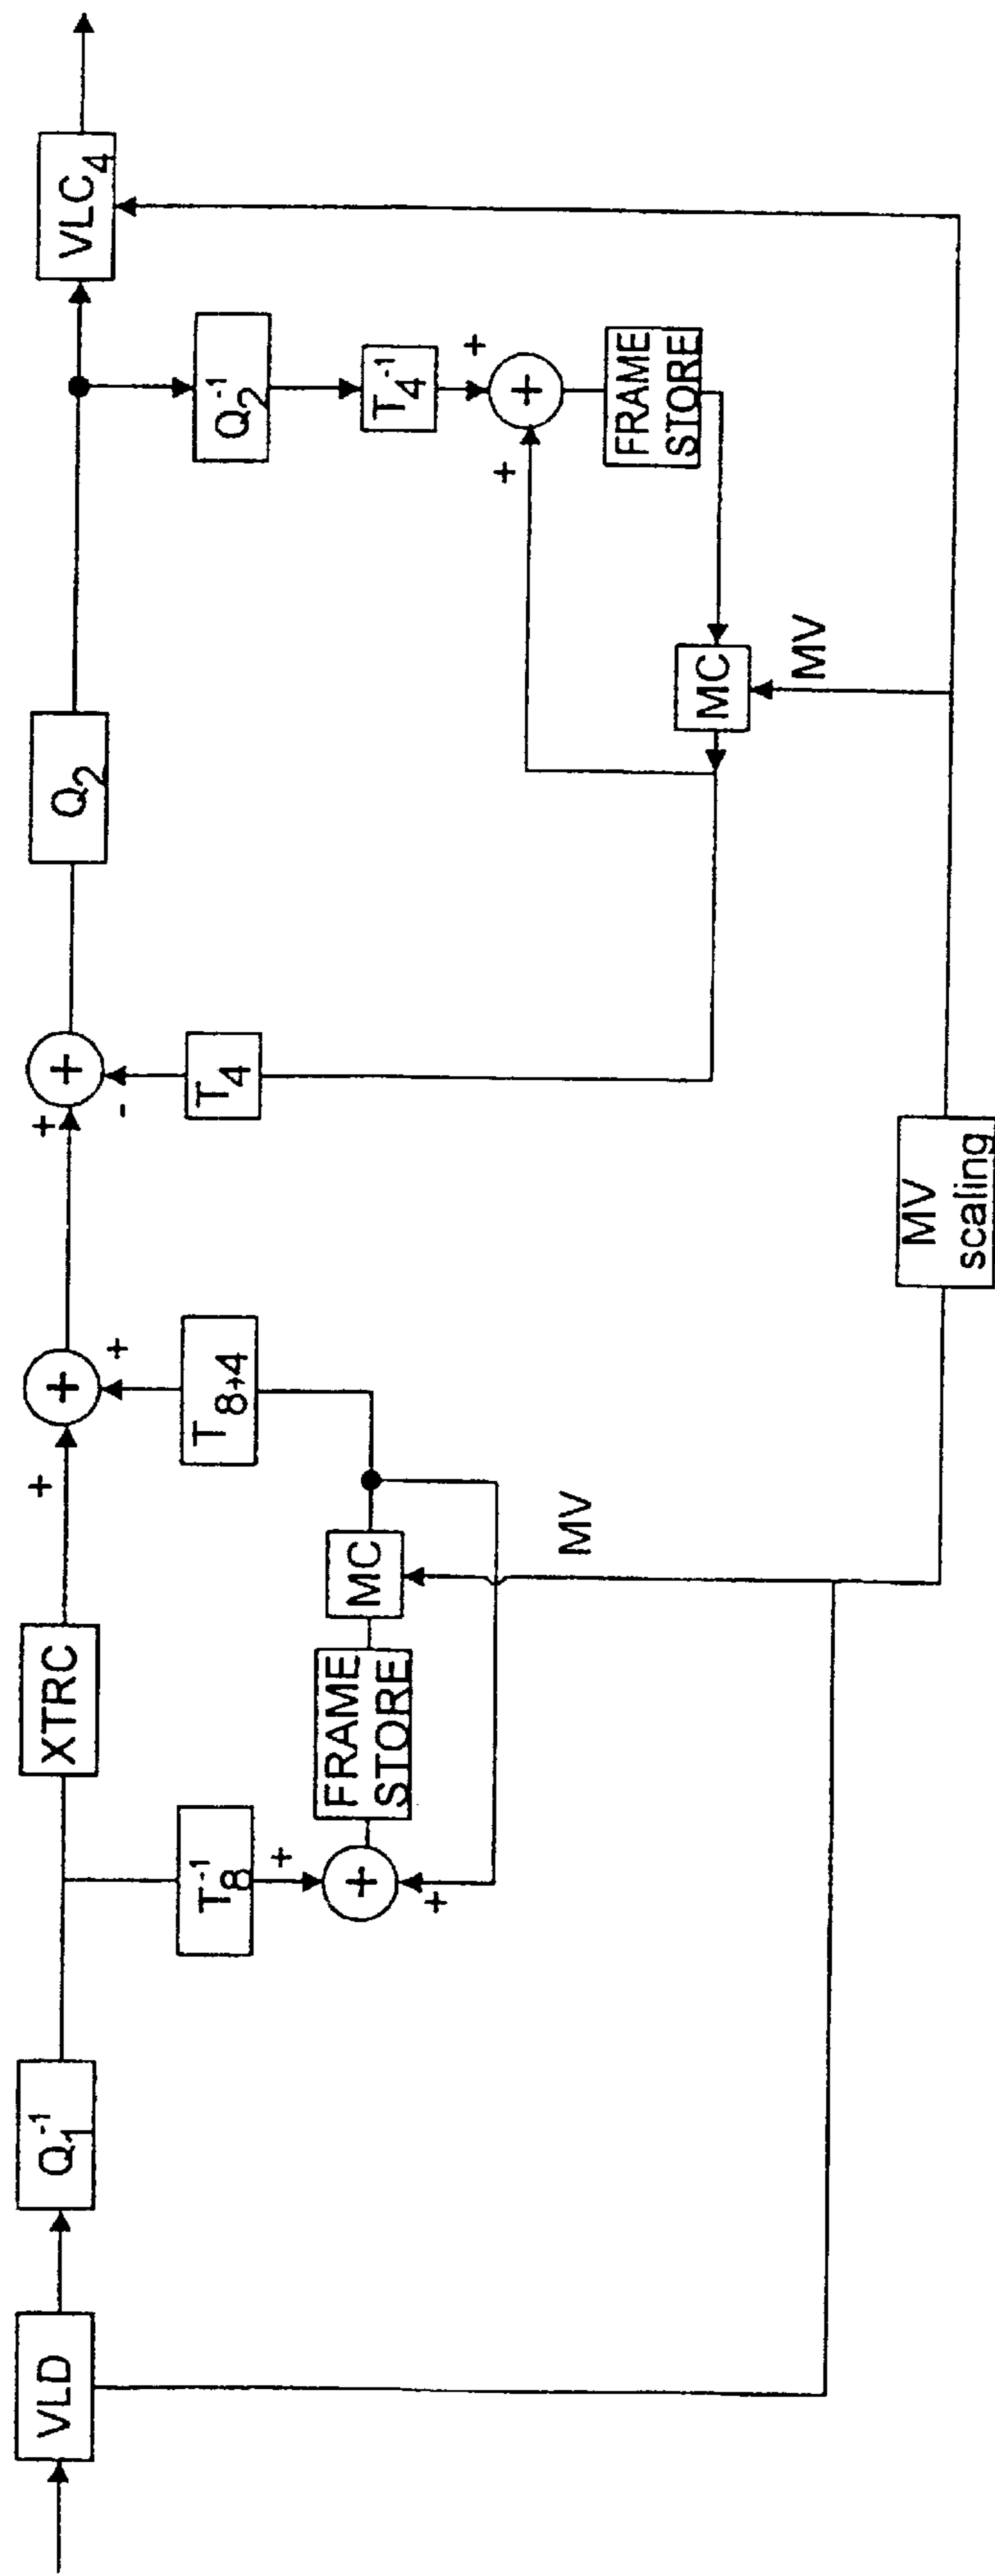 VLD
Q₁⁻¹
XTRC
+
+
+
+
-
+
Q₂
VLC₄
T₈⁻¹
+
+
+
FRAME
STORE
MC
T₈₊₄
MV
T₄
Q₂⁻¹
T₄⁻¹
+
+
+
FRAME
STORE
MC
MV
MV
scaling